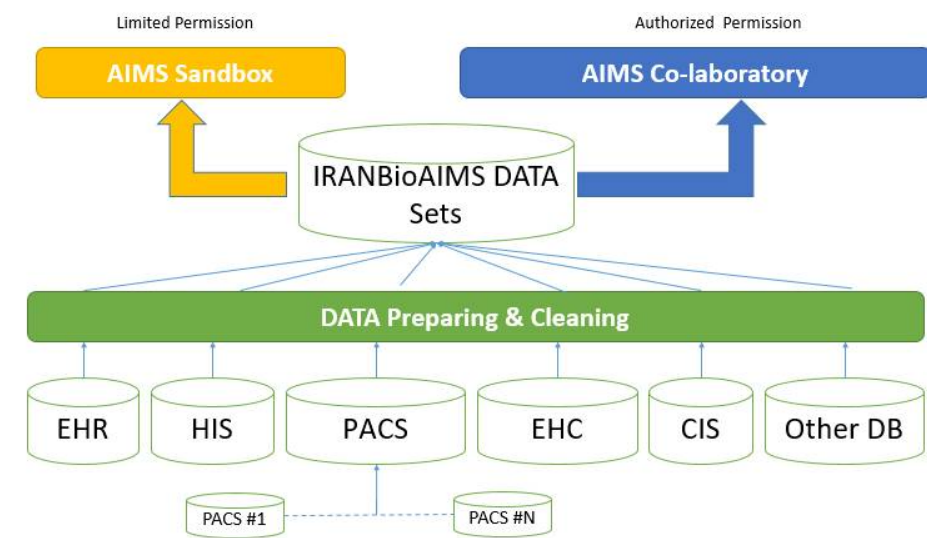 Limited Permission
Authorized Permission
AIMS Sandbox
AIMS Co-laboratory
IRANBioAIMS DATA
Sets
DATA Preparing & Cleaning
EHR
HIS
PACS
EHC
CIS
Other DB
PACS #1
PACS #N